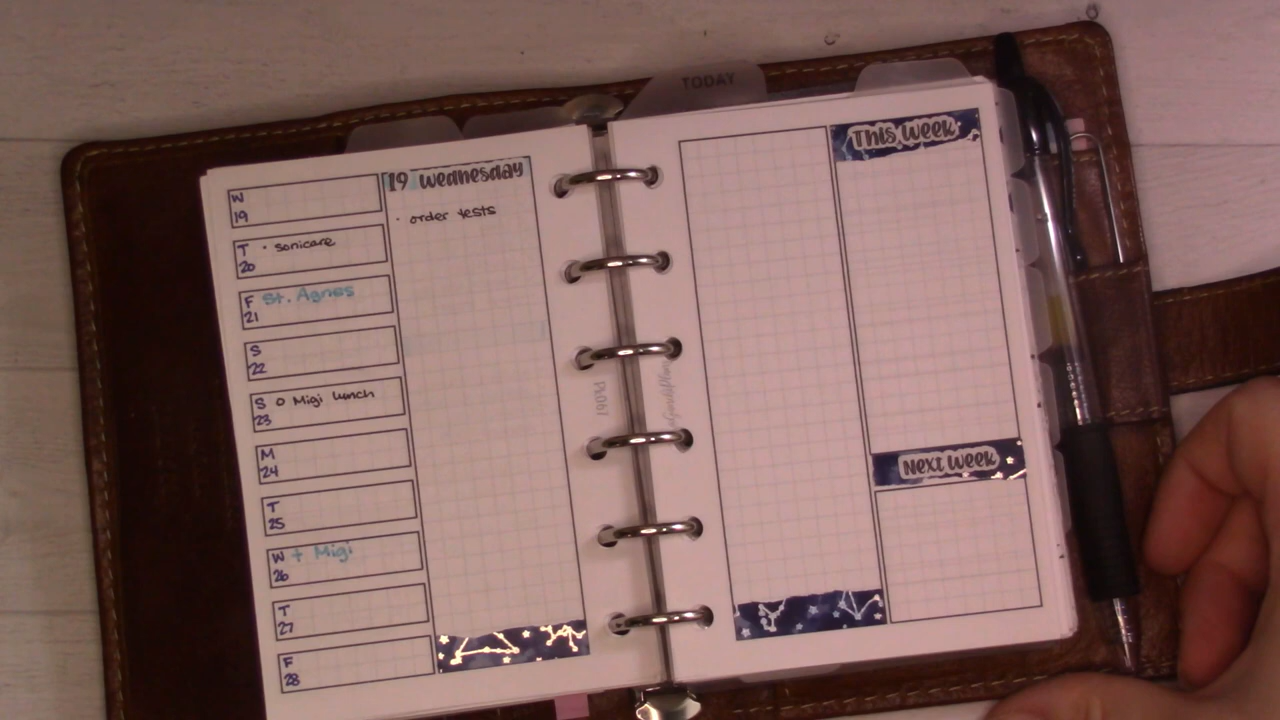 TODAY
W
19
T · sonicare
20
F St. Agnes
21
S
22
S o Migi lunch
23
M
24
T
25
W + Migi
26
T
27
F
28
19 Wednesday
· order tests
This Week
Next Week